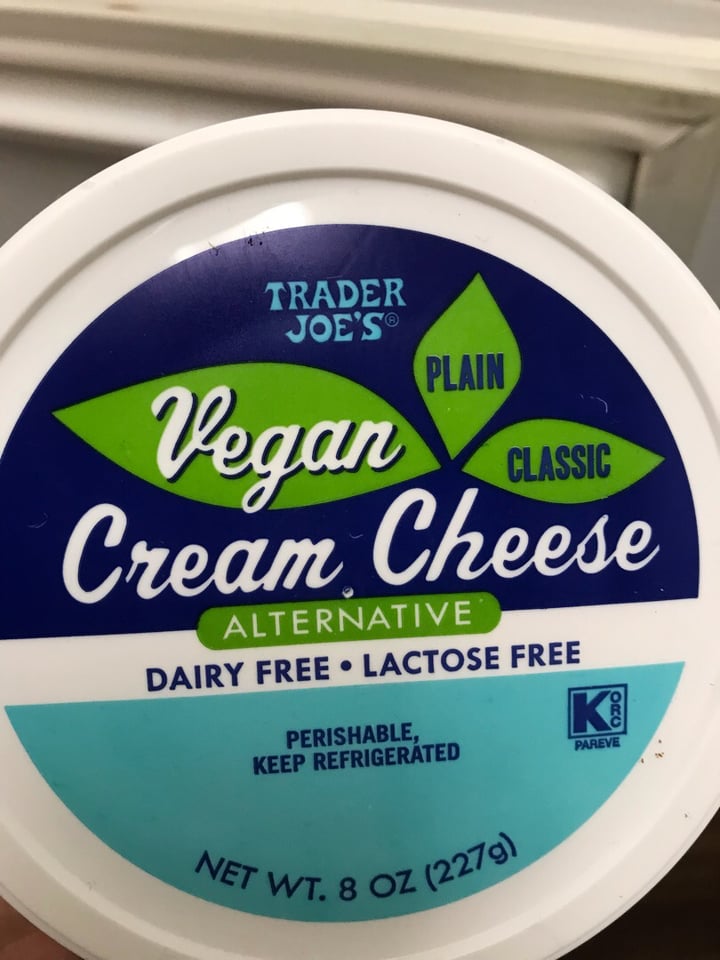 TRADER
JOE'S®
PLAIN
Vegan
CLASSIC
Cream Cheese
ALTERNATIVE
DAIRY FREE • LACTOSE FREE
K ORC
PAREVE
PERISHABLE,
KEEP REFRIGERATED
NET WT. 8 OZ (227g)